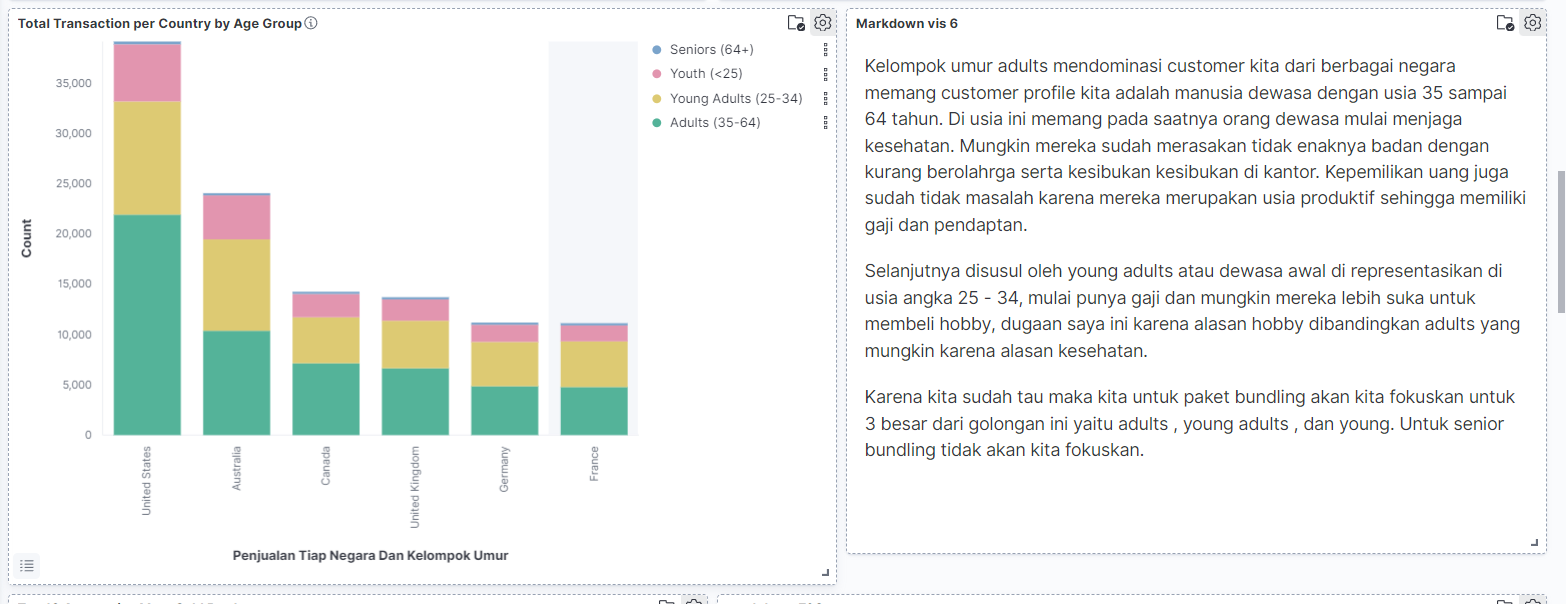 Total Transaction per Country by Age Group
Count
35,000
30,000
25,000
20,000
15,000
10,000
5,000
0
United States
Australia
Canada
United Kingdom
Germany
France
Penjualan Tiap Negara Dan Kelompok Umur
Seniors (64+)
Youth (<25)
Young Adults (25-34)
Adults (35-64)
Markdown vis 6
Kelompok umur adults mendominasi customer kita dari berbagai negara
memang customer profile kita adalah manusia dewasa dengan usia 35 sampai
64 tahun. Di usia ini memang pada saatnya orang dewasa mulai menjaga
kesehatan. Mungkin mereka sudah merasakan tidak enaknya badan dengan
kurang berolahrga serta kesibukan kesibukan di kantor. Kepemilikan uang juga
sudah tidak masalah karena mereka merupakan usia produktif sehingga memiliki
gaji dan pendaptan.
Selanjutnya disusul oleh young adults atau dewasa awal di representasikan di
usia angka 25 - 34, mulai punya gaji dan mungkin mereka lebih suka untuk
membeli hobby, dugaan saya ini karena alasan hobby dibandingkan adults yang
mungkin karena alasan kesehatan.
Karena kita sudah tau maka kita untuk paket bundling akan kita fokuskan untuk
3 besar dari golongan ini yaitu adults , young adults , dan young. Untuk senior
bundling tidak akan kita fokuskan.